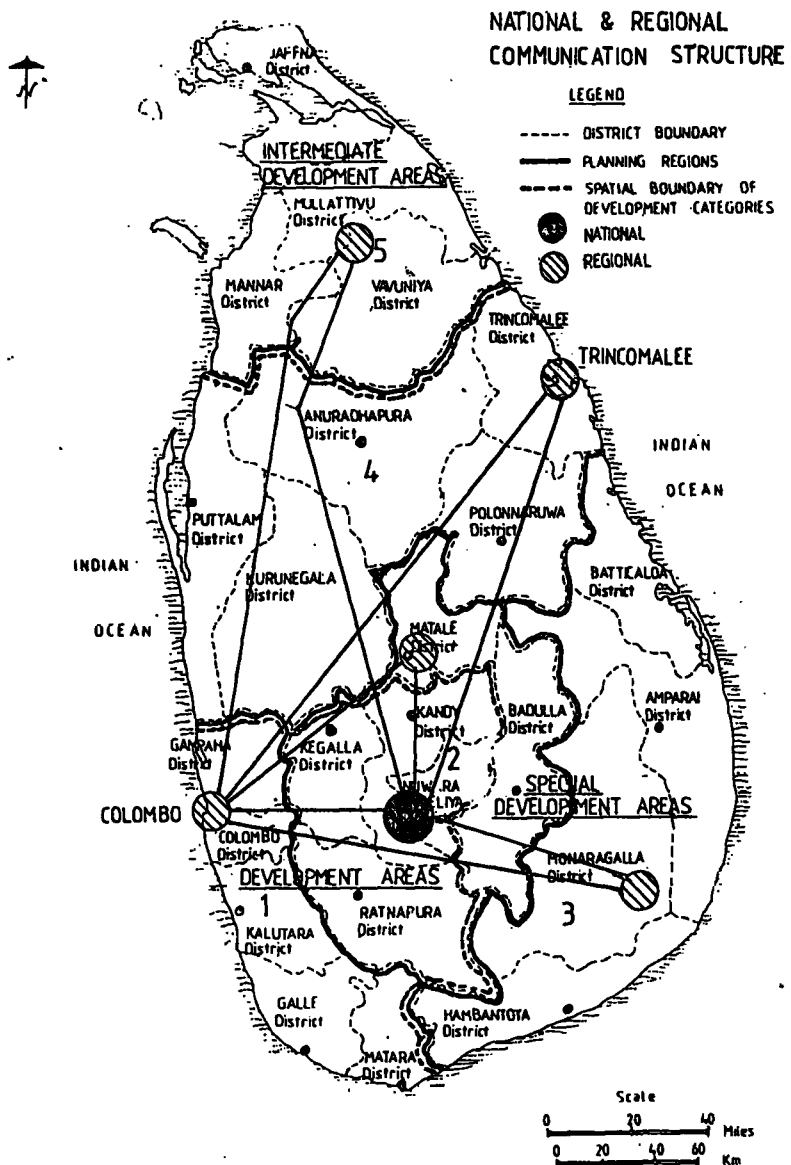 NATIONAL & REGIONAL
COMMUNICATION STRUCTURE
LEGEND
DISTRICT BOUNDARY
PLANNING REGIONS
SPATIAL BOUNDARY OF
DEVELOPMENT CATEGORIES
NATIONAL
REGIONAL
N
JAFFNA
District
INTERMEDIATE
DEVELOPMENT AREAS
MULLATTIVU
District
5
MANNAR
District
VAVUNIYA
District
TRINCOMALEE
District
TRINCOMALEE
ANURADHAPURA
District
4
INDIAN
OCEAN
PUTTALAM
District
POLONNARUWA
District
INDIAN
OCEAN
KURUNEGALA
District
BATTICALOA
District
MATALE
District
AMPARAI
District
KANDY
District
BADULLA
District
GAMPAHA
District
KEGALLA
District
2
SPECIAL
DEVELOPMENT AREAS
COLOMBO
COLOMBO
District
MONARAGALLA
District
DEVELOPMENT AREAS
1
RATNAPURA
District
3
KALUTARA
District
GALLE
District
HAMBANTOTA
District
MATARA
District
Scale
0 20 40 Miles
0 20 40 60 Km